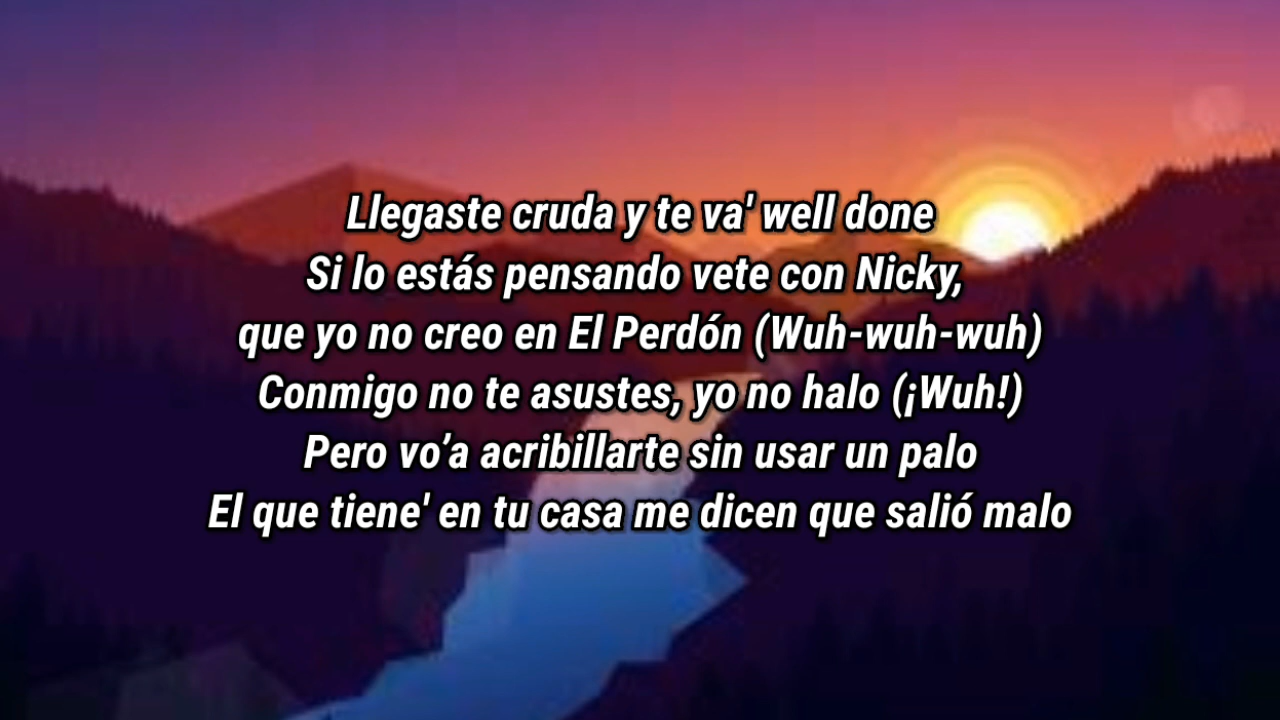 Llegaste cruda y te va' well done
Si lo estás pensando vete con Nicky,
que yo no creo en El Perdón (Wuh-wuh-wuh)
Conmigo no te asustes, yo no halo (¡Wuh!)
Pero vo’a acribillarte sin usar un palo
El que tiene' en tu casa me dicen que salió malo